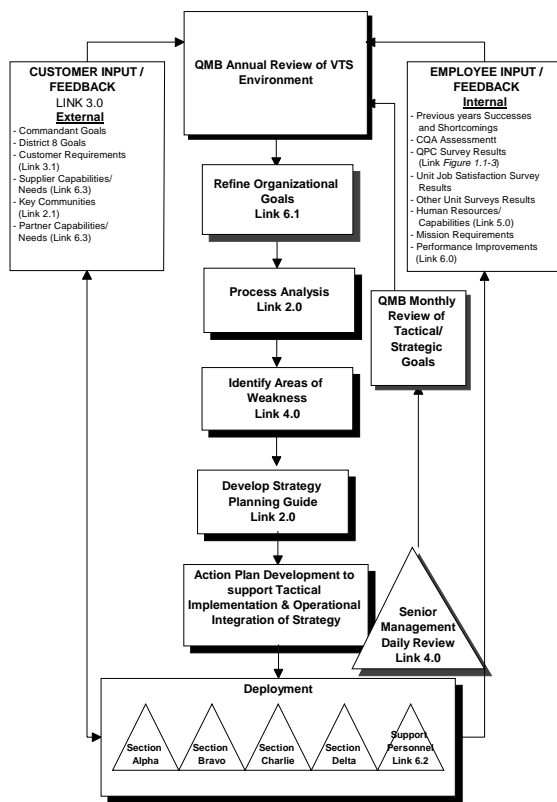 QMB Annual Review of VTS
Environment
CUSTOMER INPUT /
FEEDBACK
LINK 3.0
External
- Commandant Goals
- District 8 Goals
- Customer Requirements
(Link 3.1)
- Supplier Capabilities/
Needs (Link 6.3)
- Key Communities
(Link 2.1)
- Partner Capabilities/
Needs (Link 6.3)
EMPLOYEE INPUT /
FEEDBACK
Internal
- Previous years Successes
and Shortcomings
- CQA Assessmentt
- QPC Survey Results
(Link Figure 1.1-3)
- Unit Job Satisfaction Survey
Results
- Other Unit Surveys Results
- Human Resources/
Capabilities (Link 5.0)
- Mission Requirements
- Performance Improvements
(Link 6.0)
Refine Organizational
Goals
Link 6.1
Process Analysis
Link 2.0
QMB Monthly
Review of
Tactical/
Strategic
Goals
Identify Areas of
Weakness
Link 4.0
Develop Strategy
Planning Guide
Link 2.0
Action Plan Development to
support Tactical
Implementation & Operational
Integration of Strategy
Senior
Management
Daily Review
Link 4.0
Deployment
Section
Alpha
Section
Bravo
Section
Charlie
Section
Delta
Support
Personnel
Link 6.2